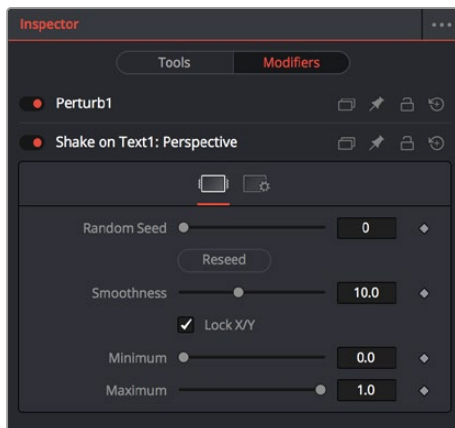 Inspector
Tools Modifiers
Perturb1
Shake on Text1: Perspective
Random Seed 0
Reseed
Smoothness 10.0
Lock X/Y
Minimum 0.0
Maximum 1.0